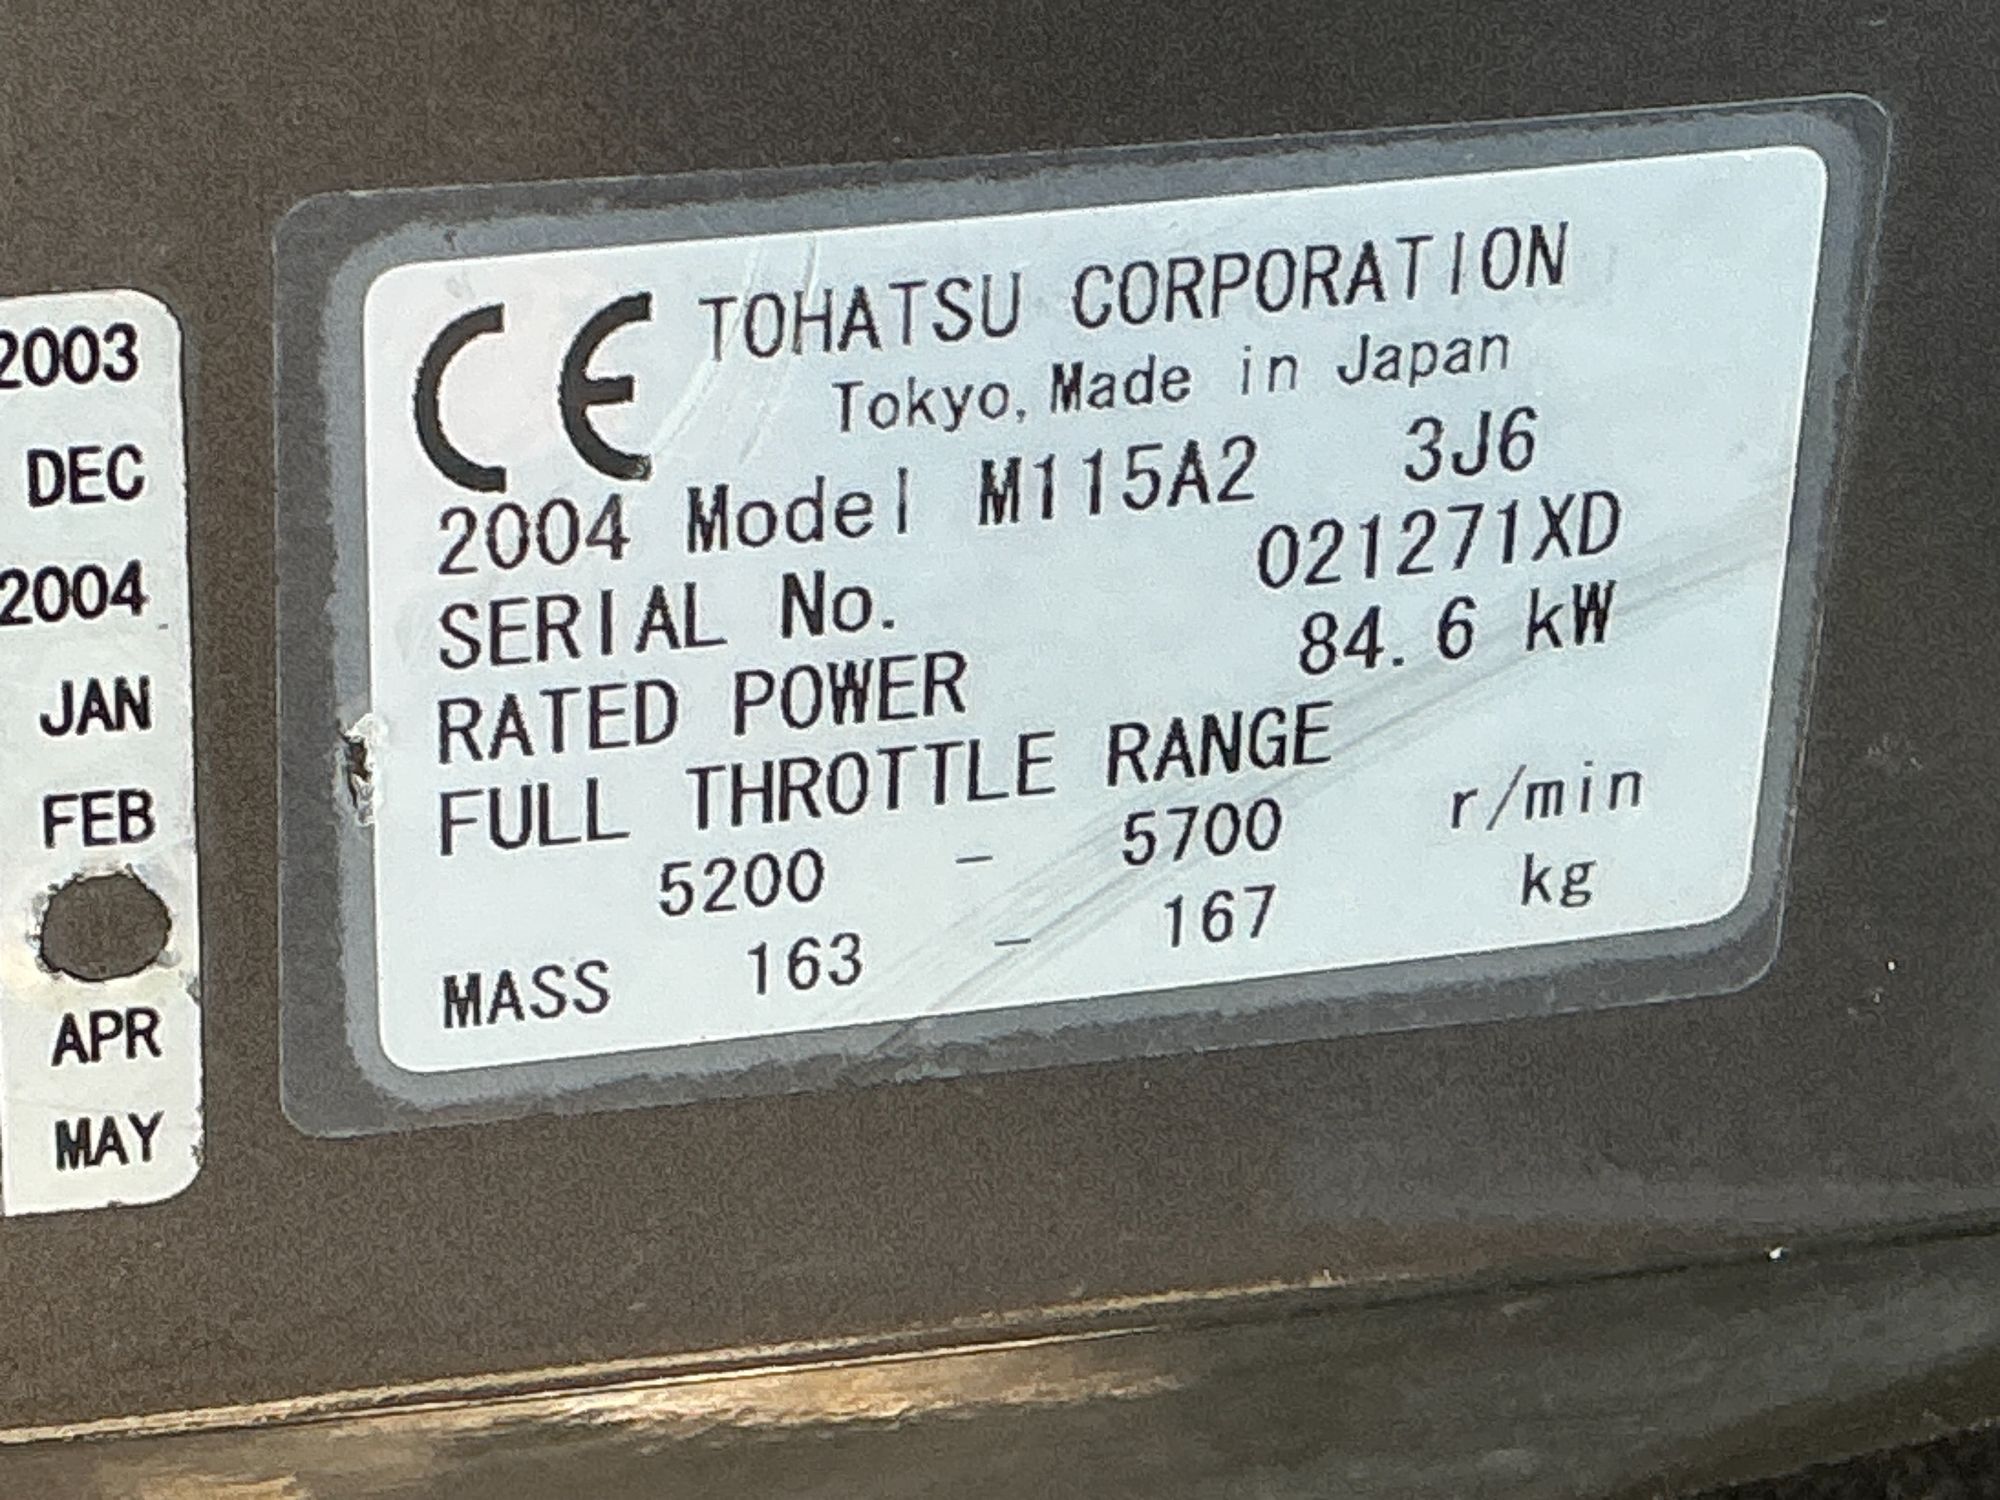 2003
DEC
2004
JAN
FEB
APR
MAY
CE TOHATSU CORPORATION
Tokyo, Made in Japan
2004 Model M115A2 3J6
SERIAL No. 021271XD
RATED POWER 84.6 kW
FULL THROTTLE RANGE
5200 - 5700 r/min
MASS 163 - 167 kg